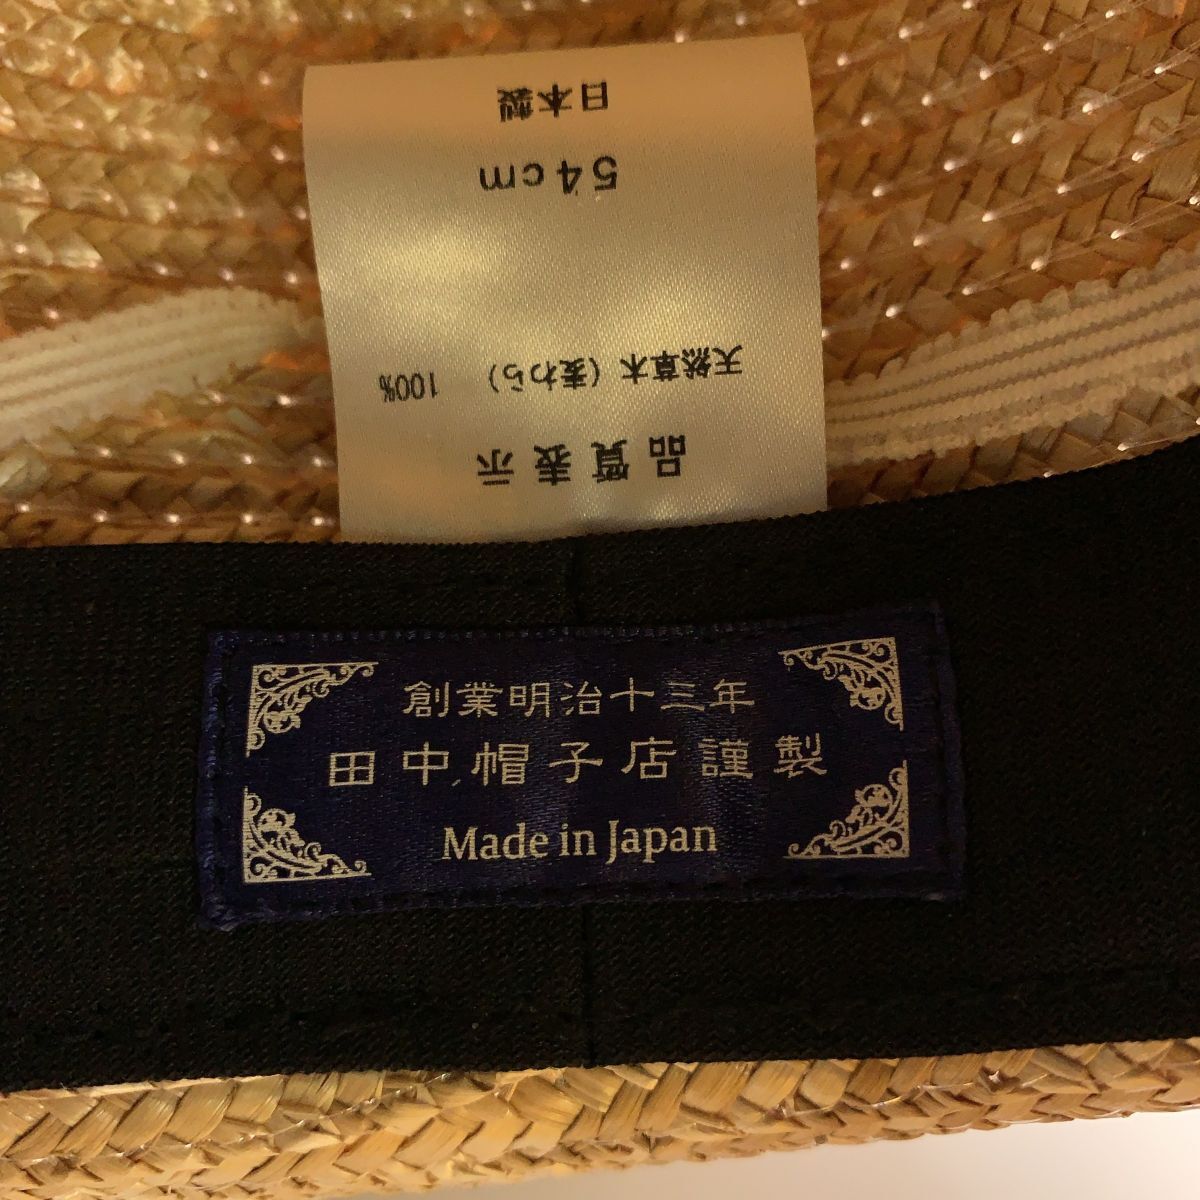 品質表示
天然草木(麦わら) 100%
54cm
日本製
創業明治十三年
田中帽子店謹製
Made in Japan